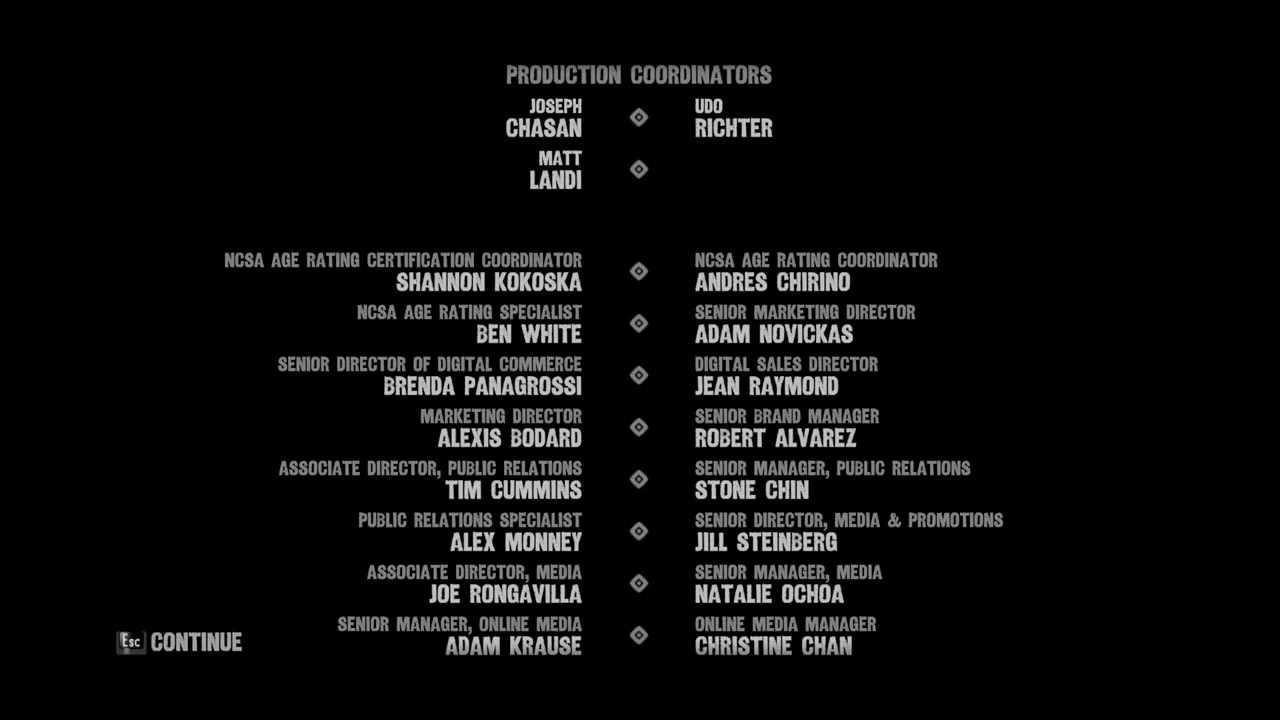 PRODUCTION COORDINATORS
JOSEPH
CHASAN
UDO
RICHTER
MATT
LANDI
NCSA AGE RATING CERTIFICATION COORDINATOR
SHANNON KOKOSKA
NCSA AGE RATING COORDINATOR
ANDRES CHIRINO
NCSA AGE RATING SPECIALIST
BEN WHITE
SENIOR MARKETING DIRECTOR
ADAM NOVICKAS
SENIOR DIRECTOR OF DIGITAL COMMERCE
BRENDA PANAGROSSI
DIGITAL SALES DIRECTOR
JEAN RAYMOND
MARKETING DIRECTOR
ALEXIS BODARD
SENIOR BRAND MANAGER
ROBERT ALVAREZ
ASSOCIATE DIRECTOR, PUBLIC RELATIONS
TIM CUMMINS
SENIOR MANAGER, PUBLIC RELATIONS
STONE CHIN
PUBLIC RELATIONS SPECIALIST
ALEX MONNEY
SENIOR DIRECTOR, MEDIA & PROMOTIONS
JILL STEINBERG
ASSOCIATE DIRECTOR, MEDIA
JOE RONGAVILLA
SENIOR MANAGER, MEDIA
NATALIE OCHOA
SENIOR MANAGER, ONLINE MEDIA
ADAM KRAUSE
ONLINE MEDIA MANAGER
CHRISTINE CHAN
Esc CONTINUE